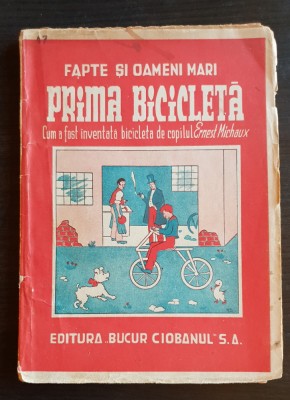 FAPTE ȘI OAMENI MARI
PRIMA BICICLETĂ
Cum a fost inventată bicicleta de copilul Ernest Michaux
EDITURA „BUCUR CIOBANUL" S.A.